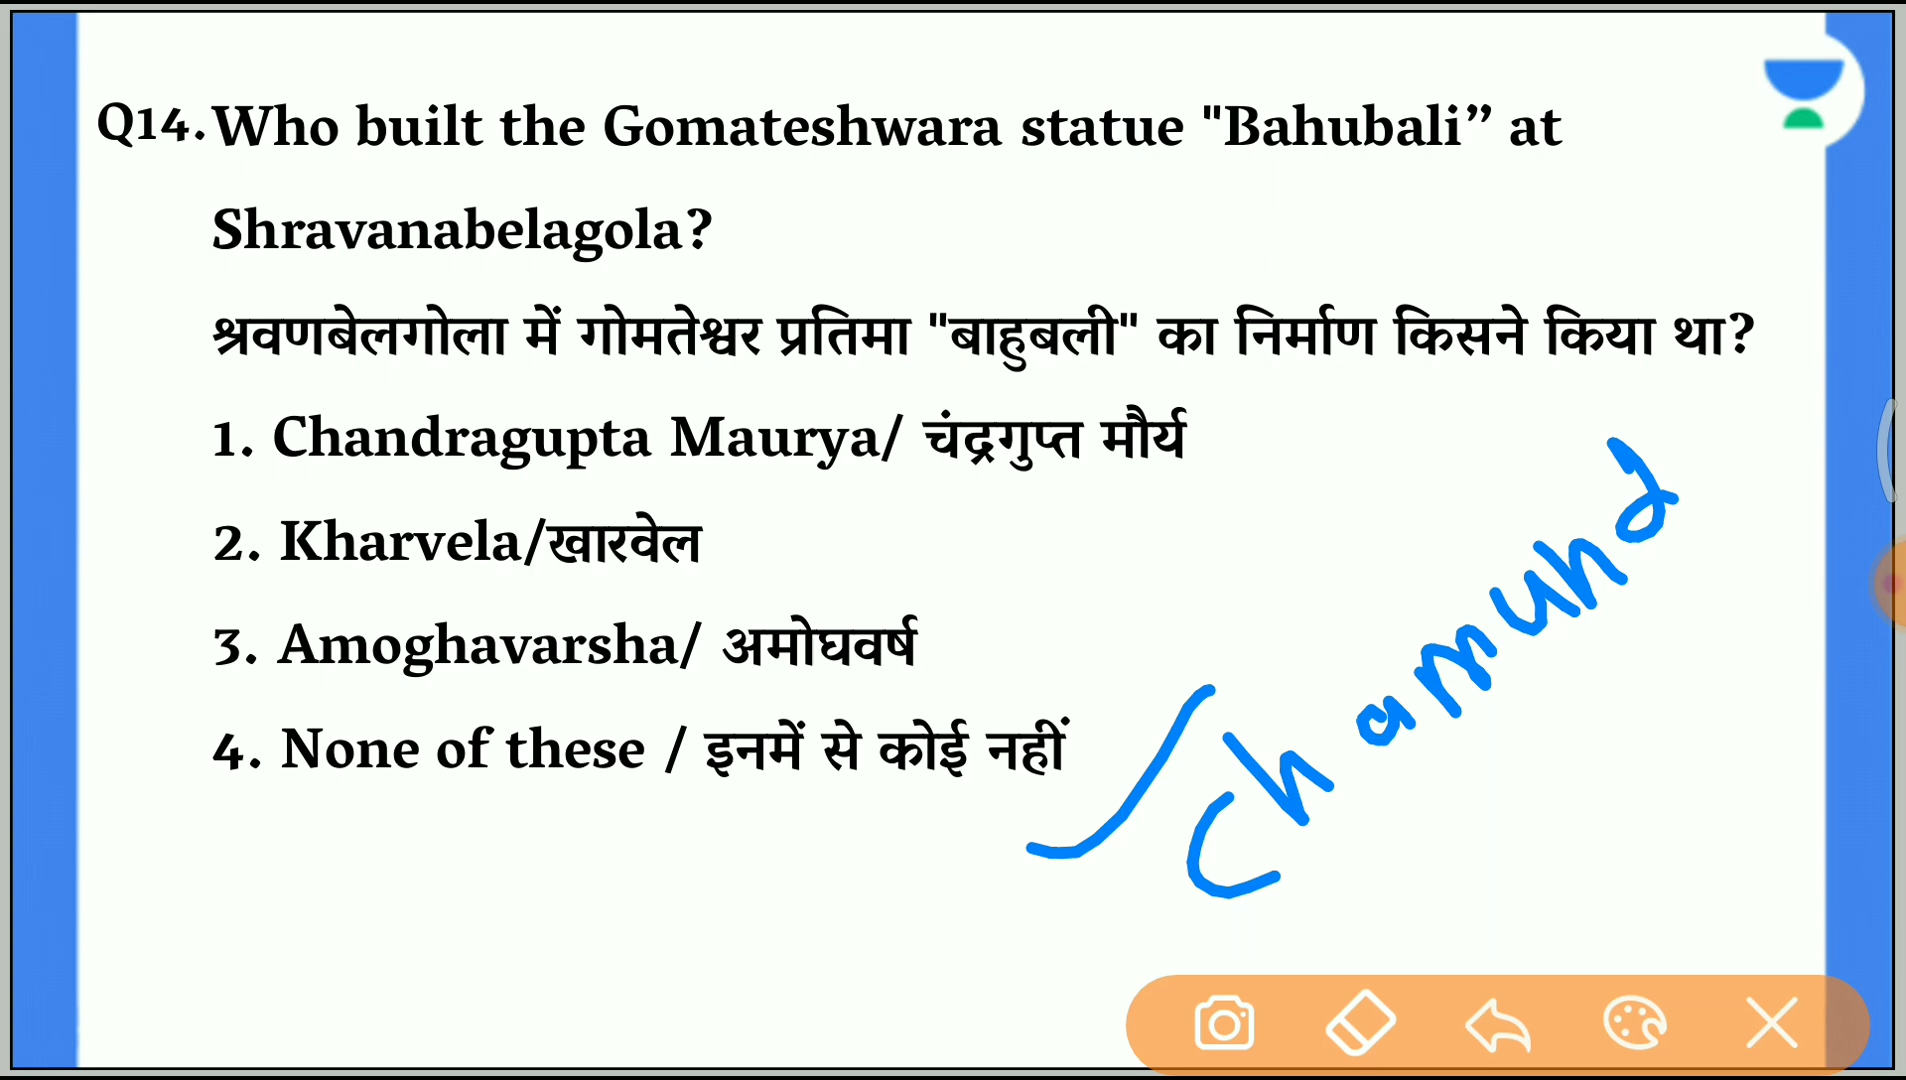 Q14. Who built the Gomateshwara statue "Bahubali” at
Shravanabelagola?
श्रवणबेलगोला में गोमतेश्वर प्रतिमा "बाहुबली" का निर्माण किसने किया था?
1. Chandragupta Maurya/ चंद्रगुप्त मौर्य
2. Kharvela/खारवेल
3. Amoghavarsha/ अमोघवर्ष
4. None of these / इनमें से कोई नहीं
Chamund